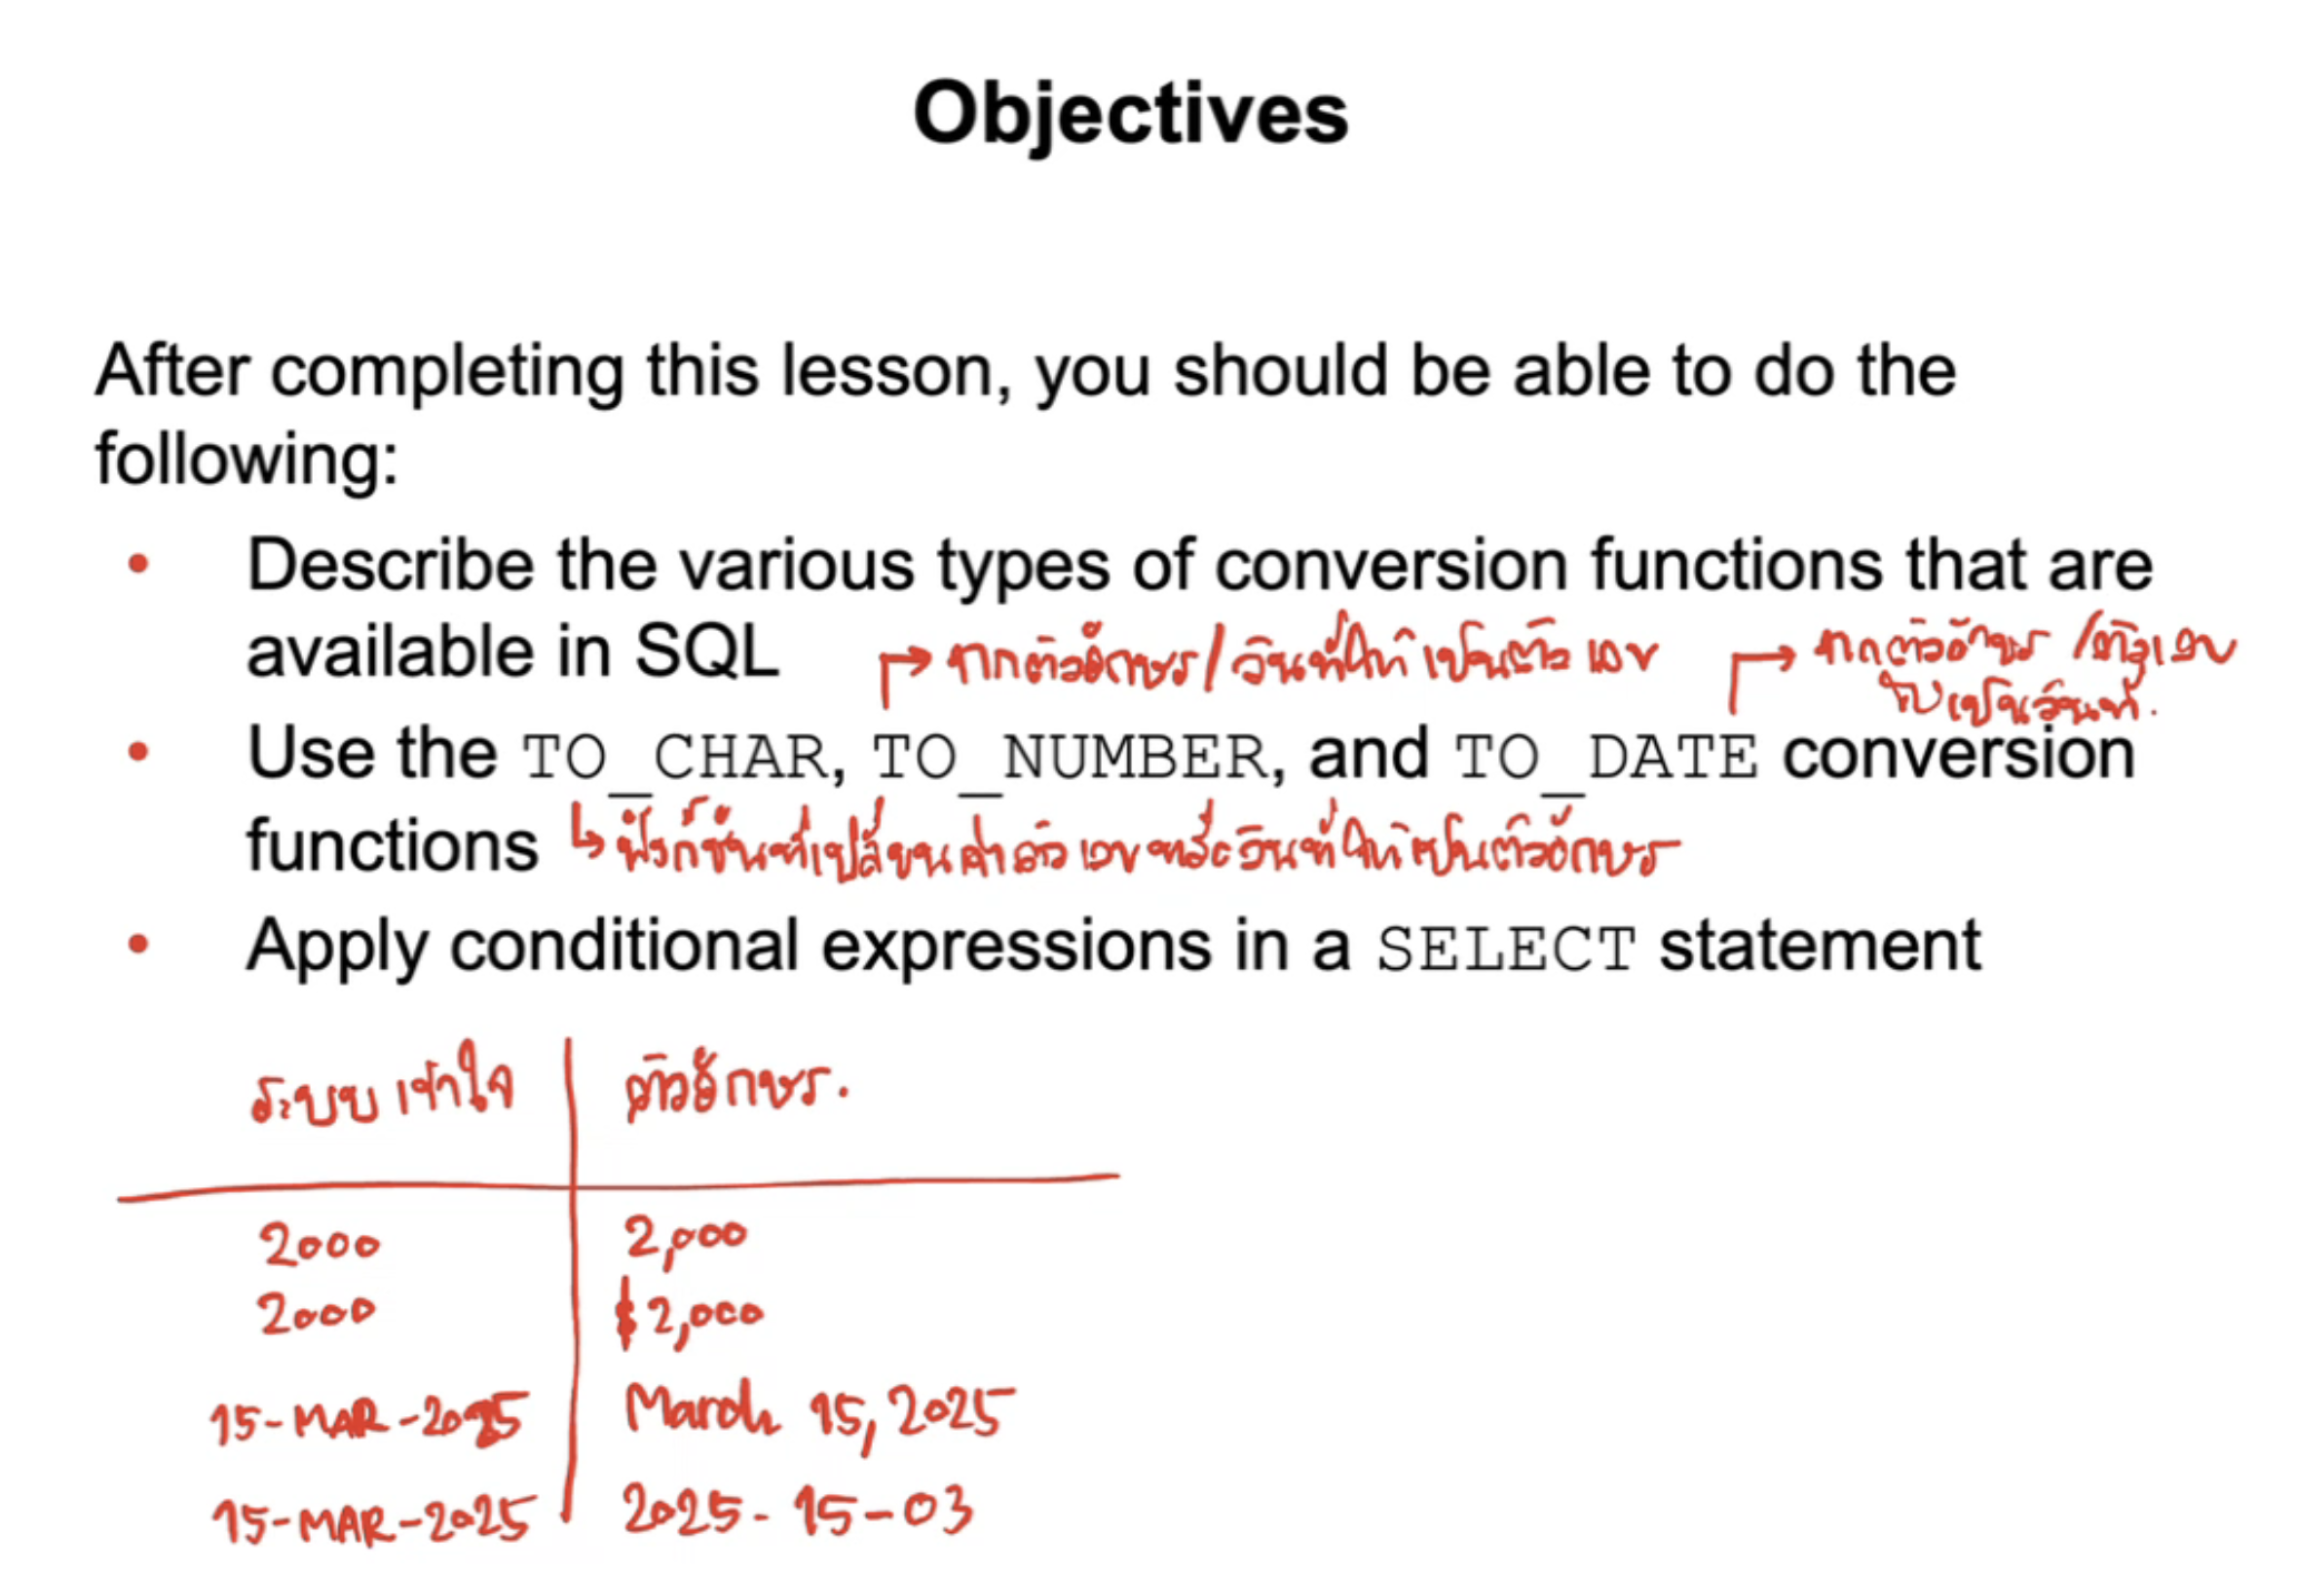 Objectives
After completing this lesson, you should be able to do the
following:
• Describe the various types of conversion functions that are
available in SQL
↱ จากตัวอักษร/วันที่ให้เป็นตัวเลข
↱ จากตัวอักษร/ตัวเลข
ไปเป็นวันที่.
• Use the TO_CHAR, TO_NUMBER, and TO_DATE conversion
functions ↳ ฟังก์ชันที่เปลี่ยนค่าตัวเลขหรือวันที่ให้เป็นตัวอักษร
• Apply conditional expressions in a SELECT statement
ระบบเข้าใจ ตัวอักษร.
2000 2,000
2000 $2,000
15-MAR-2025 March 15, 2025
15-MAR-2025 2025-15-03